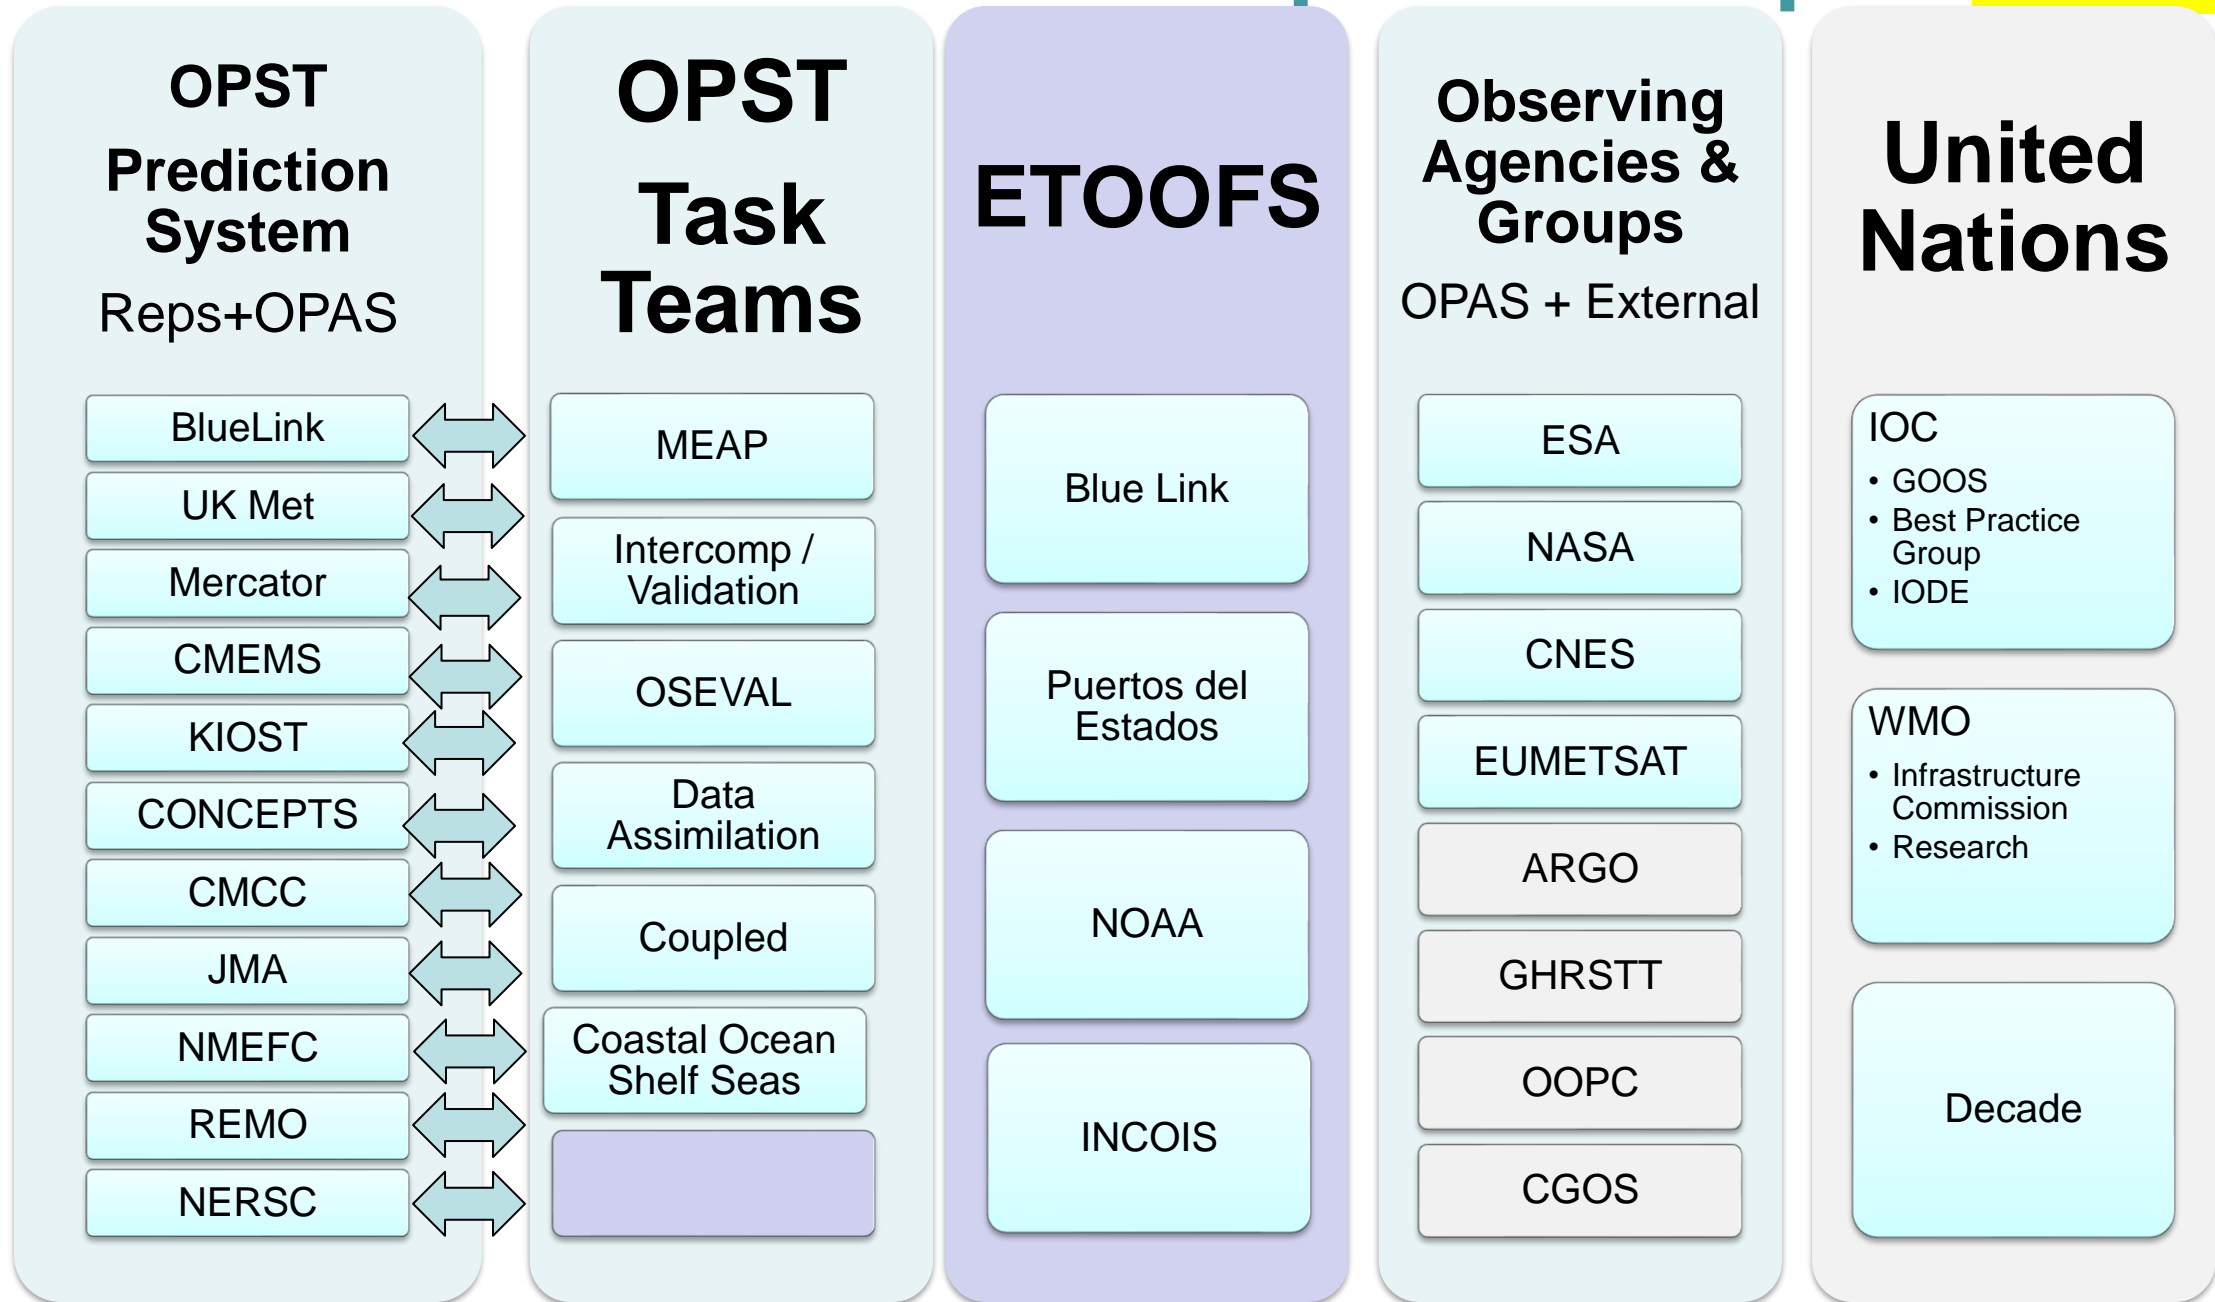 OPST
Prediction
System
Reps+OPAS
BlueLink
UK Met
Mercator
CMEMS
KIOST
CONCEPTS
CMCC
JMA
NMEFC
REMO
NERSC
OPST
Task
Teams
MEAP
Intercomp /
Validation
OSEVAL
Data
Assimilation
Coupled
Coastal Ocean
Shelf Seas
ETOOFS
Blue Link
Puertos del
Estados
NOAA
INCOIS
Observing
Agencies &
Groups
OPAS + External
ESA
NASA
CNES
EUMETSAT
ARGO
GHRSTT
OOPC
CGOS
United
Nations
IOC
• GOOS
• Best Practice
Group
• IODE
WMO
• Infrastructure
Commission
• Research
Decade